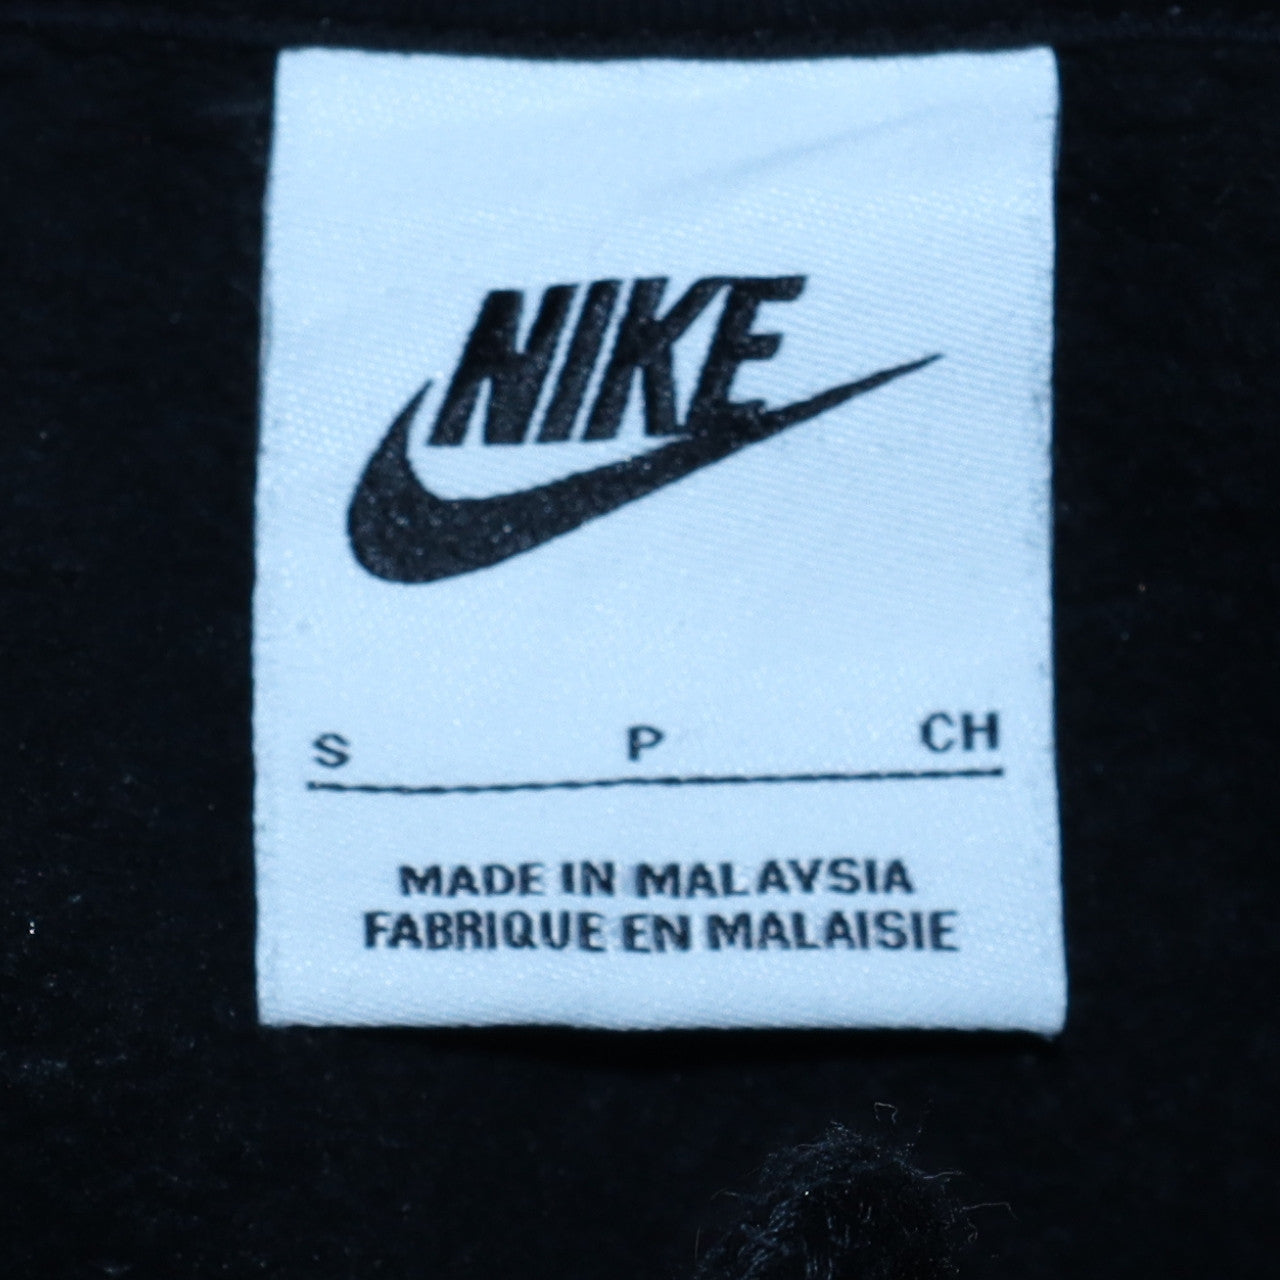 NIKE
S P CH
MADE IN MALAYSIA
FABRIQUE EN MALAISIE